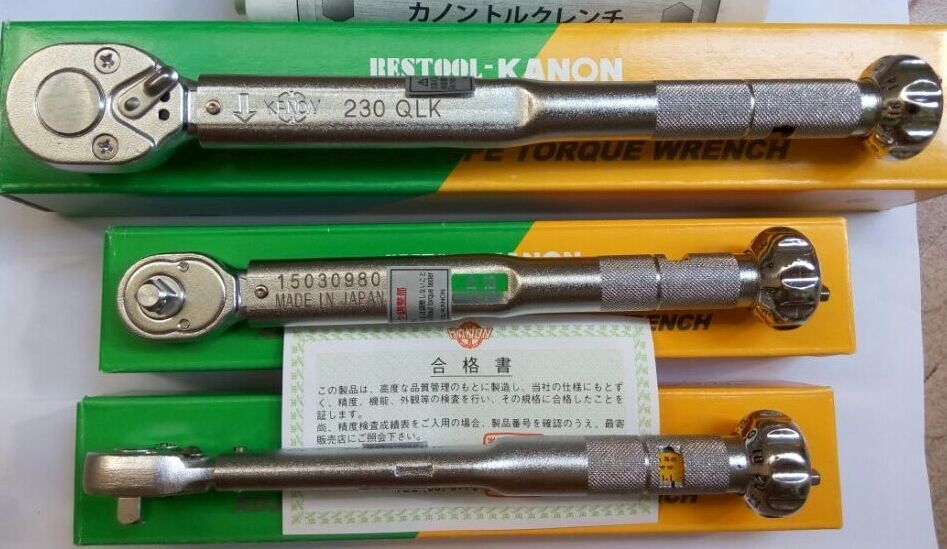 カノントルクレンチ
BESTOOL-KANON
KANON 230 QLK
PE TORQUE WRENCH
15030980
MADE IN JAPAN
KANON
ENCH
KANON
合格書
この製品は、高度な品質管理のもとに製造し、当社の仕様にもとず
く、精度、機能、外観等の検査を行い、その規格に合格したことを
証します。
尚、精度検査成績表をご入用の場合、製品番号を確認のうえ、最寄
販売店にご照会下さい。
ENCH